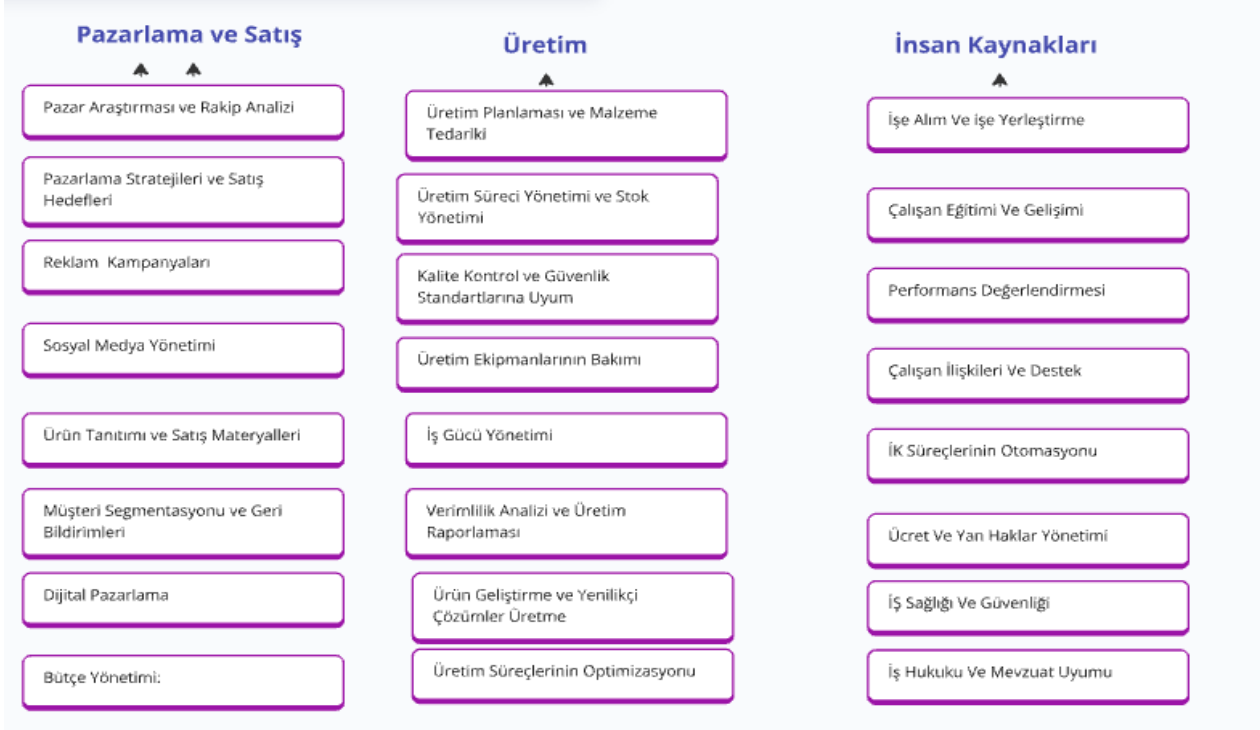 Pazarlama ve Satış
Pazar Araştırması ve Rakip Analizi
Pazarlama Stratejileri ve Satış
Hedefleri
Reklam Kampanyaları
Sosyal Medya Yönetimi
Ürün Tanıtımı ve Satış Materyalleri
Müşteri Segmentasyonu ve Geri
Bildirimleri
Dijital Pazarlama
Bütçe Yönetimi:
Üretim
Üretim Planlaması ve Malzeme
Tedariki
Üretim Süreci Yönetimi ve Stok
Yönetimi
Kalite Kontrol ve Güvenlik
Standartlarına Uyum
Üretim Ekipmanlarının Bakımı
İş Gücü Yönetimi
Verimlilik Analizi ve Üretim
Raporlaması
Ürün Geliştirme ve Yenilikçi
Çözümler Üretme
Üretim Süreçlerinin Optimizasyonu
İnsan Kaynakları
İşe Alım Ve işe Yerleştirme
Çalışan Eğitimi Ve Gelişimi
Performans Değerlendirmesi
Çalışan İlişkileri Ve Destek
İK Süreçlerinin Otomasyonu
Ücret Ve Yan Haklar Yönetimi
İŞ Sağlığı Ve Güvenliği
İş Hukuku Ve Mevzuat Uyumu